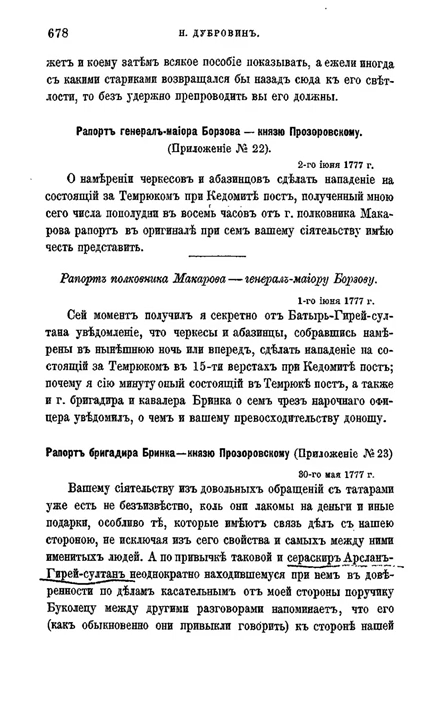 678 Н. ДУБРОВИНЪ.
жетъ и коему затѣмъ всякое пособіе показывать, а ежели иногда
съ какими стариками возвращался бы назадъ сюда къ его свѣт-
лости, то безъ удержно препроводить вы его должны.
Рапортъ генералъ-маіора Борзова — князю Прозоровскому.
(Приложеніе № 22).
2-го іюня 1777 г.
О намѣреніи черкесовъ и абазинцовъ сдѣлать нападеніе на
состоящій за Темрюкомъ при Кедомитѣ постъ, полученный мною
сего числа пополудни въ восемь часовъ отъ г. полковника Мака-
рова рапортъ въ оригиналѣ при семъ вашему сіятельству имѣю
честь представить.
Рапортъ полковника Макарова — генералъ-маіору Борзову.
1-го іюня 1777 г.
Сей моментъ получилъ я секретно отъ Батырь-Гирей-сул-
тана увѣдомленіе, что черкесы и абазинцы, собравшись намѣ-
рены въ нынѣшнюю ночь или впередъ, сдѣлать нападеніе на со-
стоящій за Темрюкомъ въ 15-ти верстахъ при Кедомитѣ постъ;
почему я сію минуту оный состоящій въ Темрюкѣ постъ, а также
и г. бригадира и кавалера Бринка о семъ чрезъ нарочнаго офи-
цера увѣдомилъ, о чемъ и вашему превосходительству доношу.
Рапортъ бригадира Бринка—князю Прозоровскому (Приложеніе № 23)
30-го мая 1777 г.
Вашему сіятельству изъ довольныхъ обращеній съ татарами
уже есть не безъизвѣстно, коль они лакомы на деньги и иные
подарки, особливо тѣ, которые имѣютъ связь дѣлъ съ нашею
стороною, не исключая изъ сего свойства и самыхъ между ними
именитыхъ людей. А по привычкѣ таковой и сераскиръ Арсланъ-
Гирей-султанъ неоднократно находившемуся при немъ въ довѣ-
ренности по дѣламъ касательнымъ отъ моей стороны поручику
Буколецу между другими разговорами напоминаетъ, что его
(какъ обыкновенно они привыкли говорить) къ сторонѣ нашей